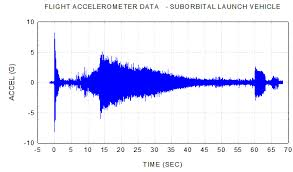 FLIGHT ACCELEROMETER DATA - SUBORBITAL LAUNCH VEHICLE
10
5
0
-5
-10
ACCEL (G)
-5 0 5 10 15 20 25 30 35 40 45 50 55 60 65 70
TIME (SEC)